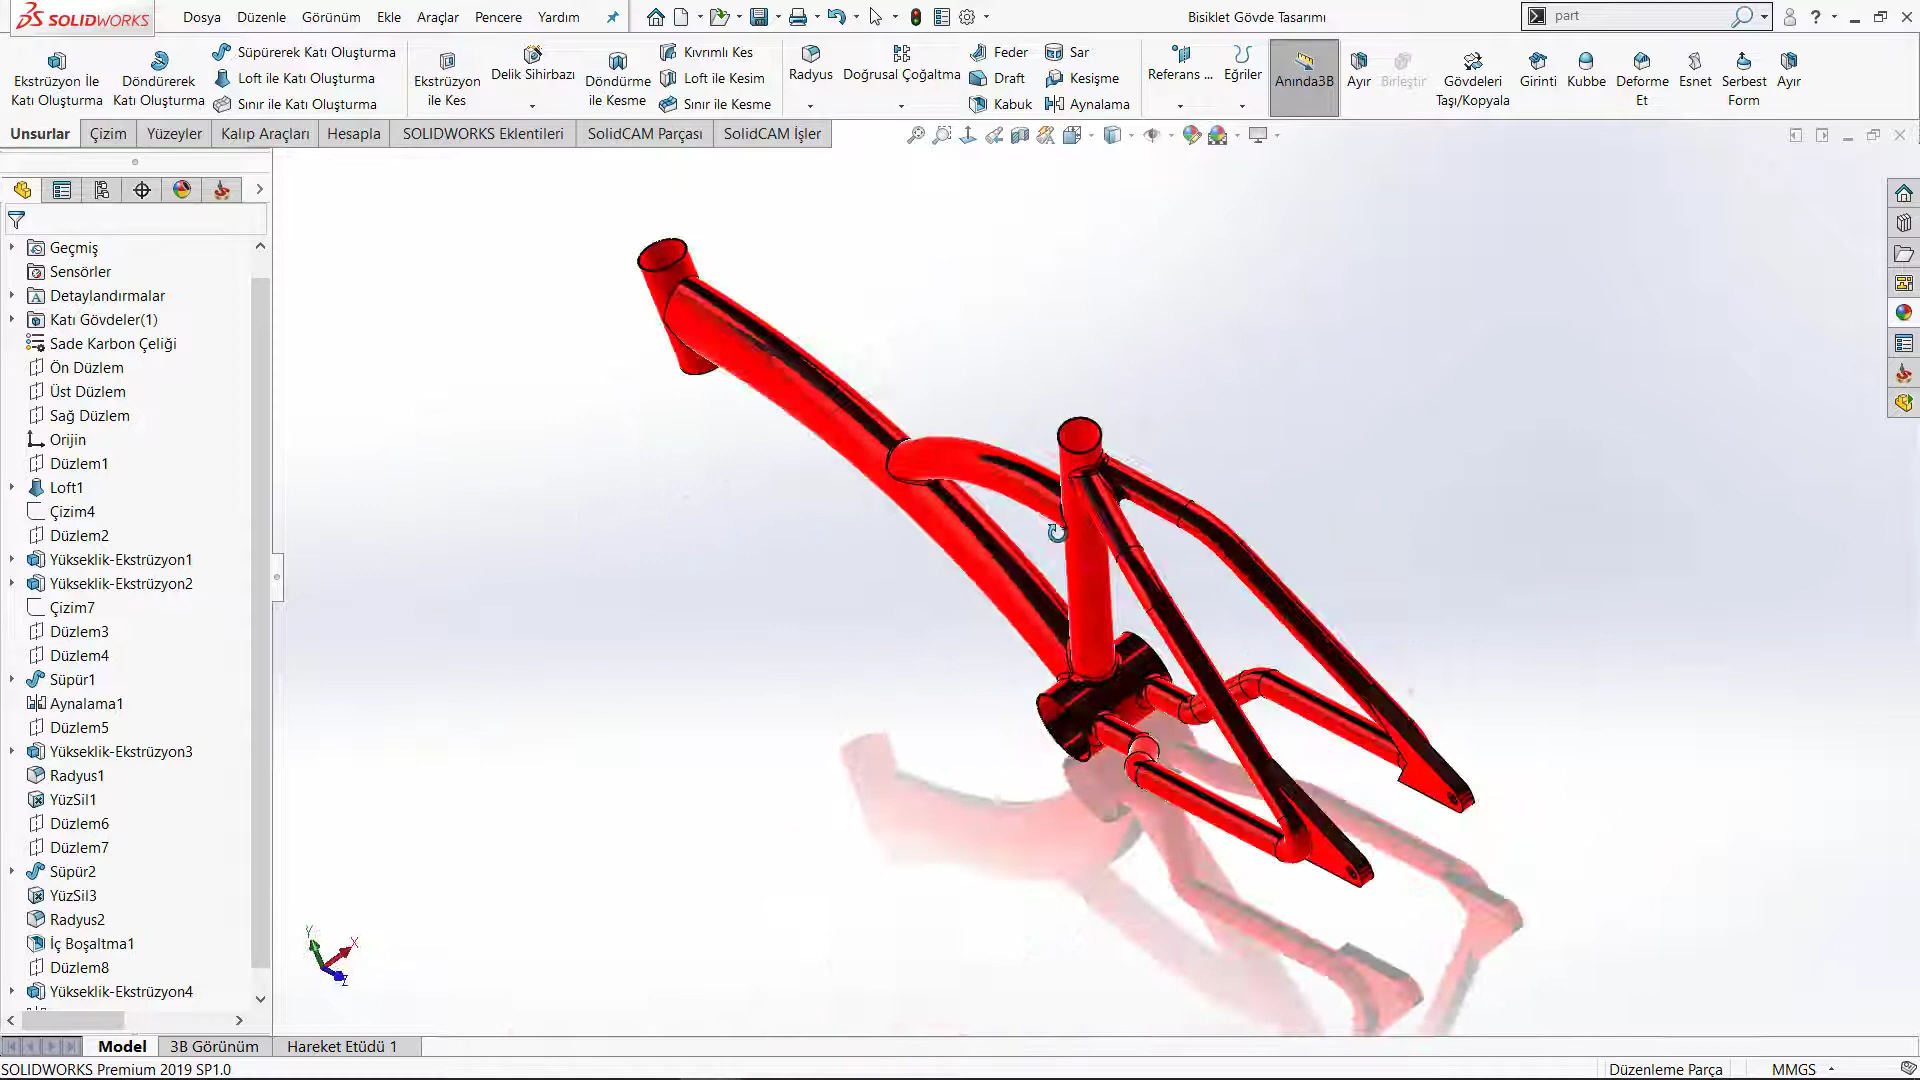 SOLIDWORKS
Dosya Düzenle Görünüm Ekle Araçlar Pencere Yardım
Bisiklet Gövde Tasarımı
part
Ekstrüzyon İle Katı Oluşturma
Döndürerek Katı Oluşturma
Süpürerek Katı Oluşturma
Loft ile Katı Oluşturma
Sınır ile Katı Oluşturma
Ekstrüzyon ile Kes
Delik Sihirbazı
Döndürme ile Kesme
Kıvrımlı Kes
Loft ile Kesim
Sınır ile Kesme
Radyus
Doğrusal Çoğaltma
Feder
Draft
Kabuk
Sar
Kesişme
Aynalama
Referans ...
Eğriler
Anında3B
Ayır
Birleştir
Gövdeleri Taşı/Kopyala
Girinti
Kubbe
Deforme Et
Esnet
Serbest Form
Ayır
Unsurlar Çizim Yüzeyler Kalıp Araçları Hesapla SOLIDWORKS Eklentileri SolidCAM Parçası SolidCAM İşler
Geçmiş
Sensörler
Detaylandırmalar
Katı Gövdeler(1)
Sade Karbon Çeliği
Ön Düzlem
Üst Düzlem
Sağ Düzlem
Orijin
Düzlem1
Loft1
Çizim4
Düzlem2
Yükseklik-Ekstrüzyon1
Yükseklik-Ekstrüzyon2
Çizim7
Düzlem3
Düzlem4
Süpür1
Aynalama1
Düzlem5
Yükseklik-Ekstrüzyon3
Radyus1
YüzSil1
Düzlem6
Düzlem7
Süpür2
YüzSil3
Radyus2
İç Boşaltma1
Düzlem8
Yükseklik-Ekstrüzyon4
Y X Z
Model 3B Görünüm Hareket Etüdü 1
SOLIDWORKS Premium 2019 SP1.0
Düzenleme Parça MMGS